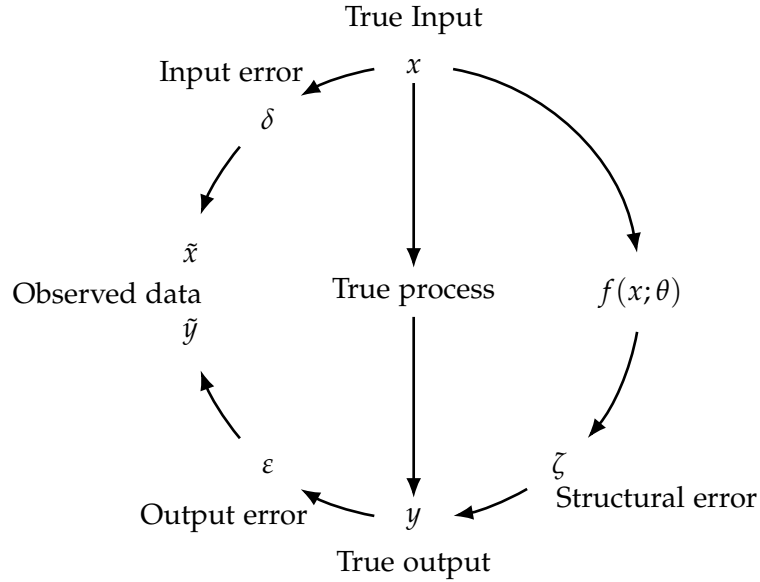 True Input
x
Input error
δ
x̃
Observed data
ỹ
True process
f(x; θ)
ε
Output error
ζ
Structural error
y
True output